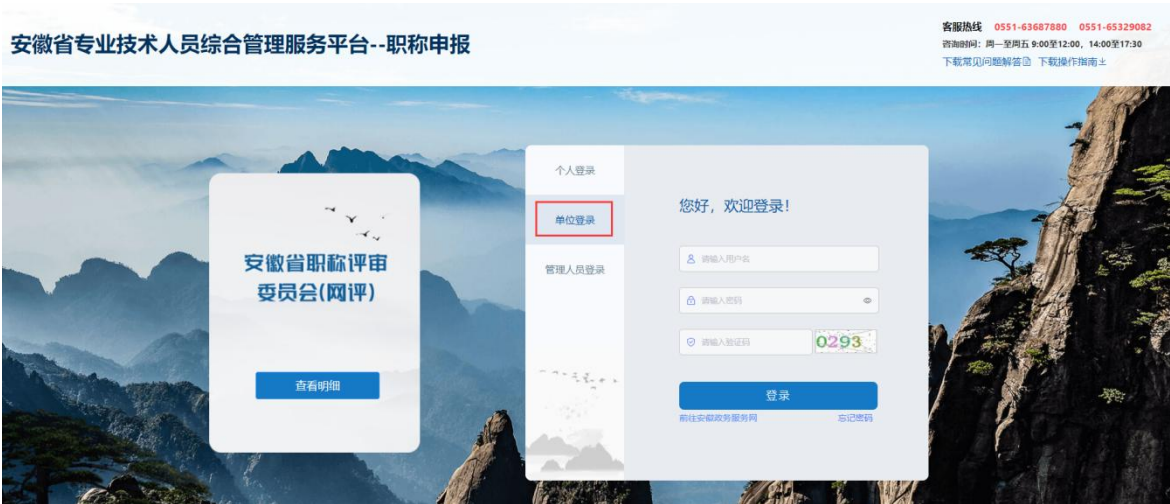 安徽省专业技术人员综合管理服务平台--职称申报
客服热线 0551-63687880 0551-65329082
咨询时间：周一至周五 9:00至12:00，14:00至17:30
下载常见问题解答 下载操作指南
安徽省职称评审
委员会(网评)
查看明细
个人登录
单位登录
管理人员登录
您好，欢迎登录！
请输入用户名
请输入密码
请输入验证码
0293
登录
前往安徽政务服务网
忘记密码